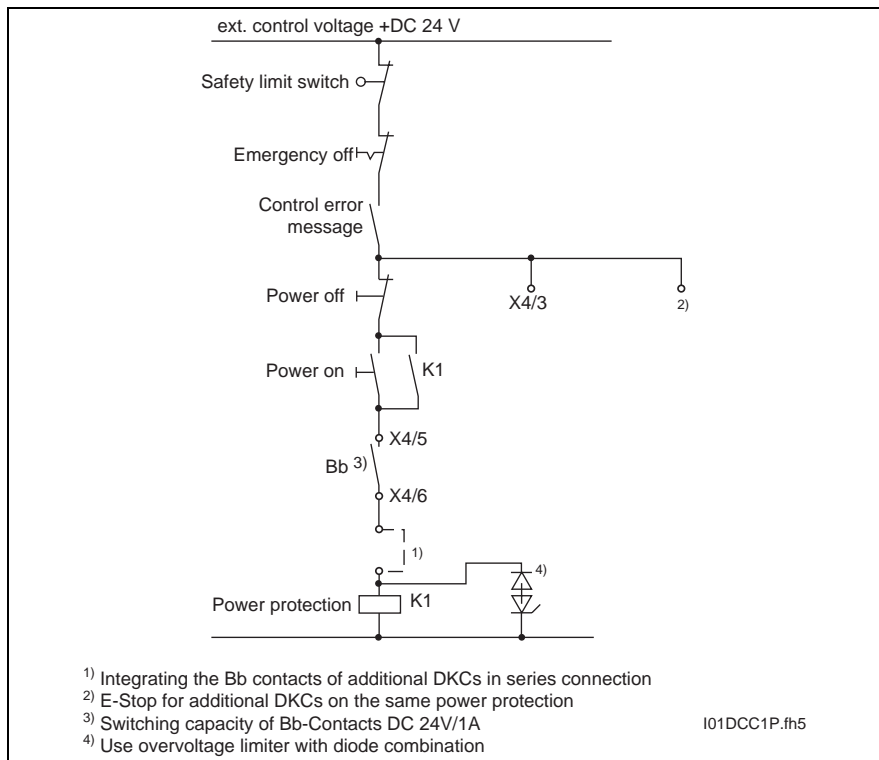 ext. control voltage +DC 24 V
Safety limit switch
Emergency off
Control error
message
Power off
X4/3
2)
Power on
K1
X4/5
Bb 3)
X4/6
1)
4)
Power protection
K1
1) Integrating the Bb contacts of additional DKCs in series connection
2) E-Stop for additional DKCs on the same power protection
3) Switching capacity of Bb-Contacts DC 24V/1A
I01DCC1P.fh5
4) Use overvoltage limiter with diode combination